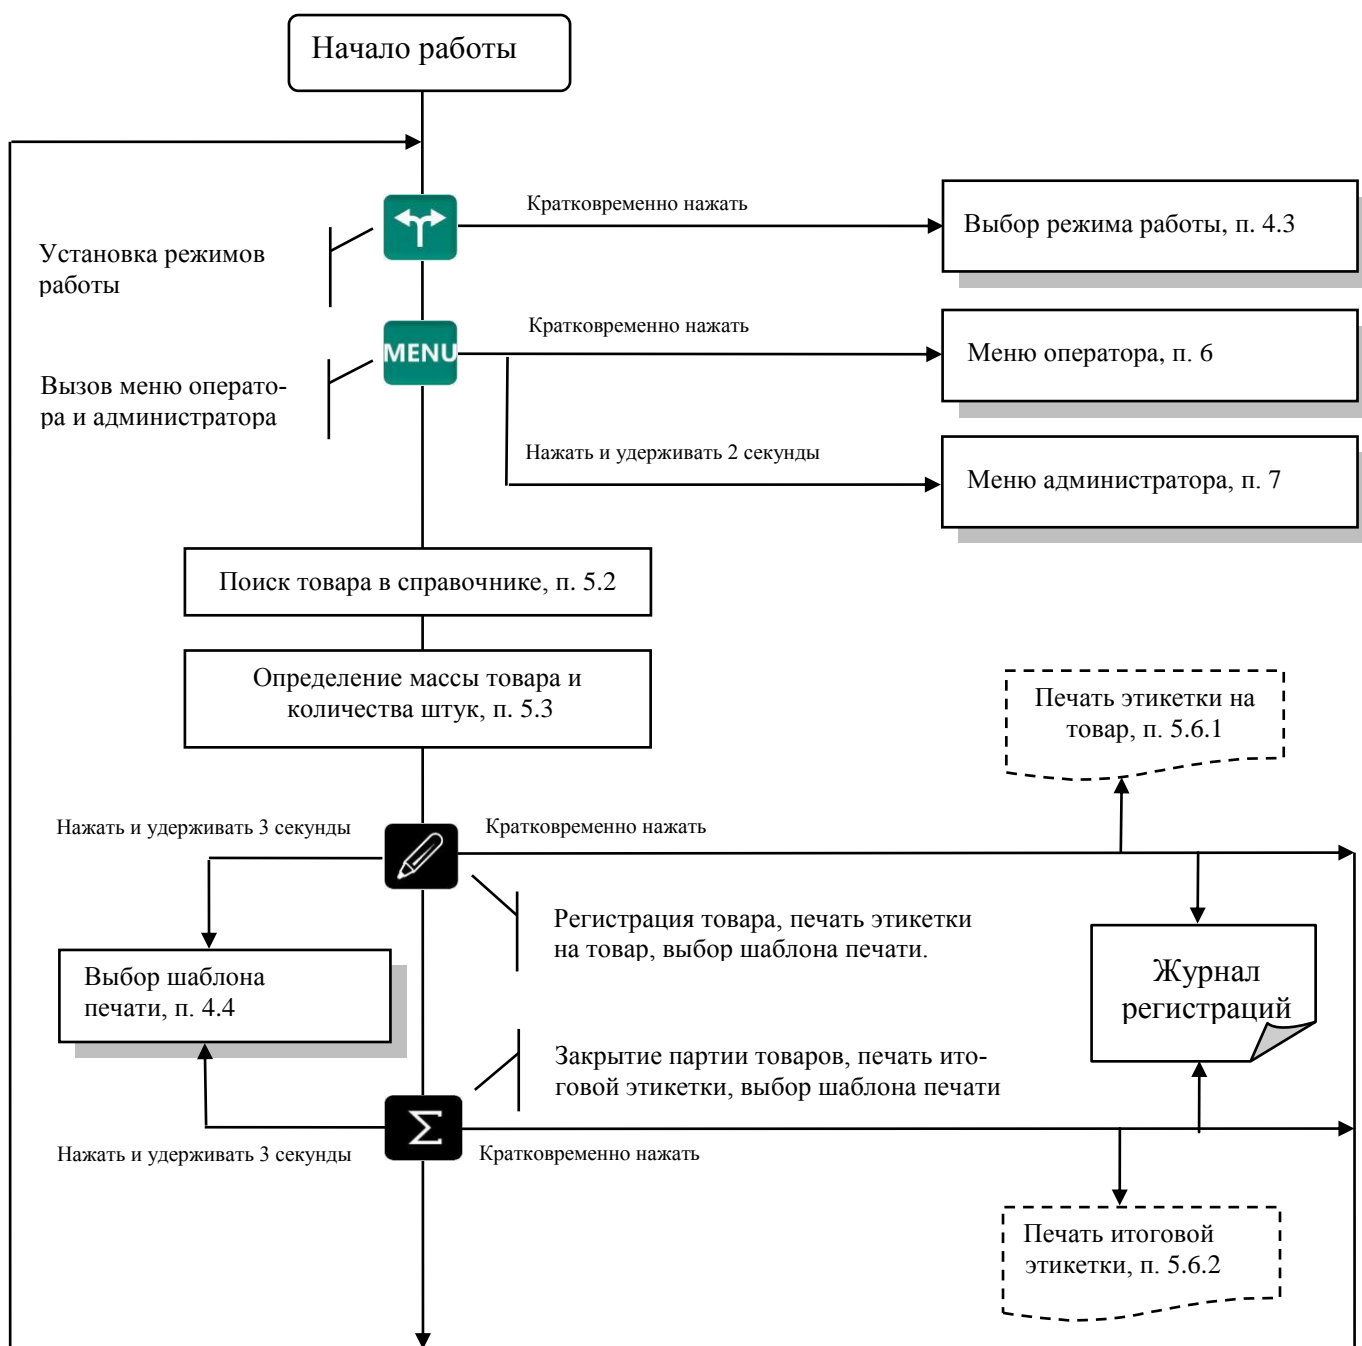 Начало работы
Кратковременно нажать
Выбор режима работы, п. 4.3
Установка режимов
работы
Кратковременно нажать
MENU
Меню оператора, п. 6
Вызов меню операто-
ра и администратора
Нажать и удерживать 2 секунды
Меню администратора, п. 7
Поиск товара в справочнике, п. 5.2
Определение массы товара и
количества штук, п. 5.3
Печать этикетки на
товар, п. 5.6.1
Нажать и удерживать 3 секунды
Кратковременно нажать
Регистрация товара, печать этикетки
на товар, выбор шаблона печати.
Выбор шаблона
печати, п. 4.4
Журнал
регистраций
Закрытие партии товаров, печать ито-
говой этикетки, выбор шаблона печати
Σ
Нажать и удерживать 3 секунды
Кратковременно нажать
Печать итоговой
этикетки, п. 5.6.2